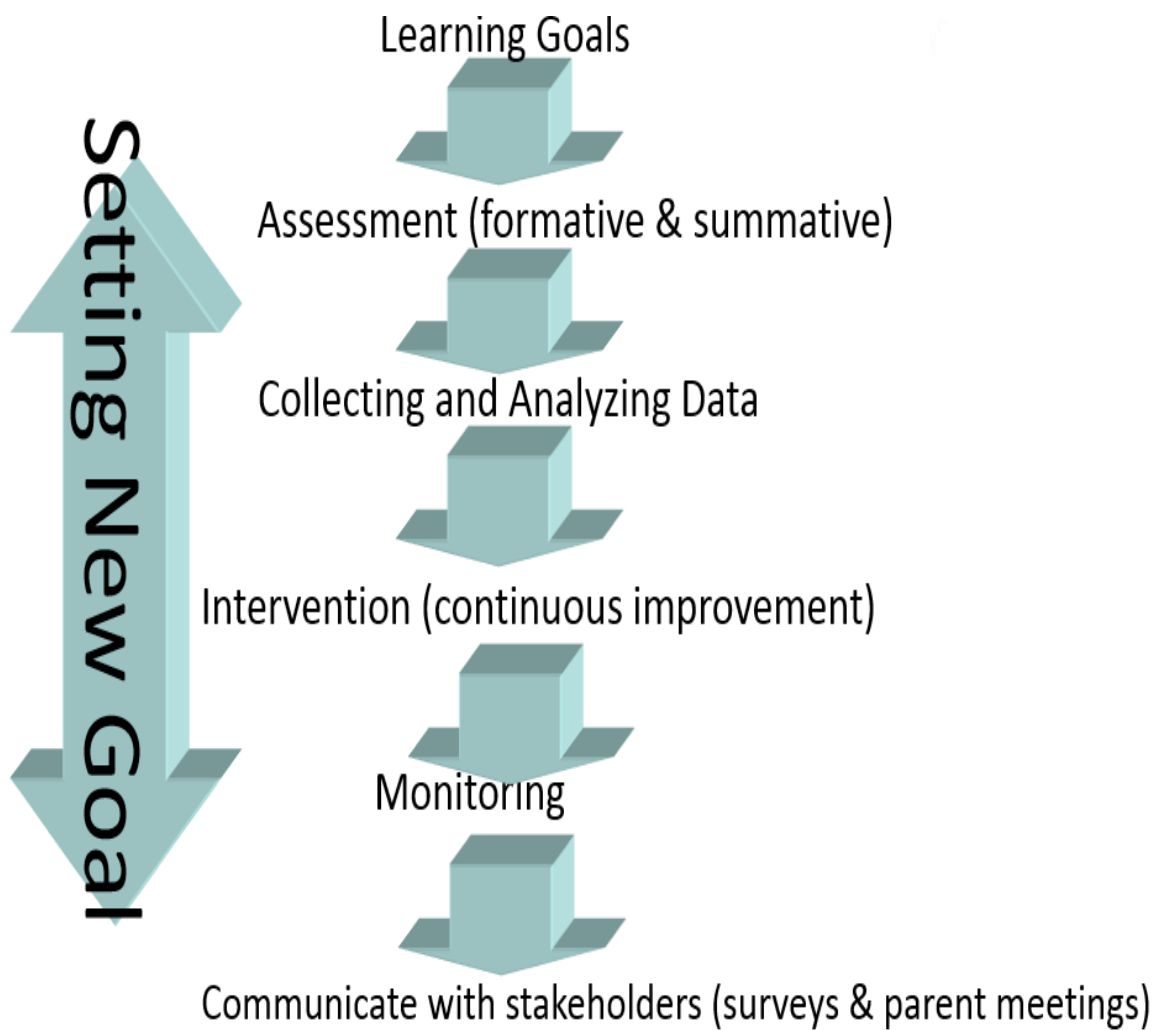 Learning Goals
Assessment (formative & summative)
Collecting and Analyzing Data
Intervention (continuous improvement)
Monitoring
Communicate with stakeholders (surveys & parent meetings)
Setting New Goal